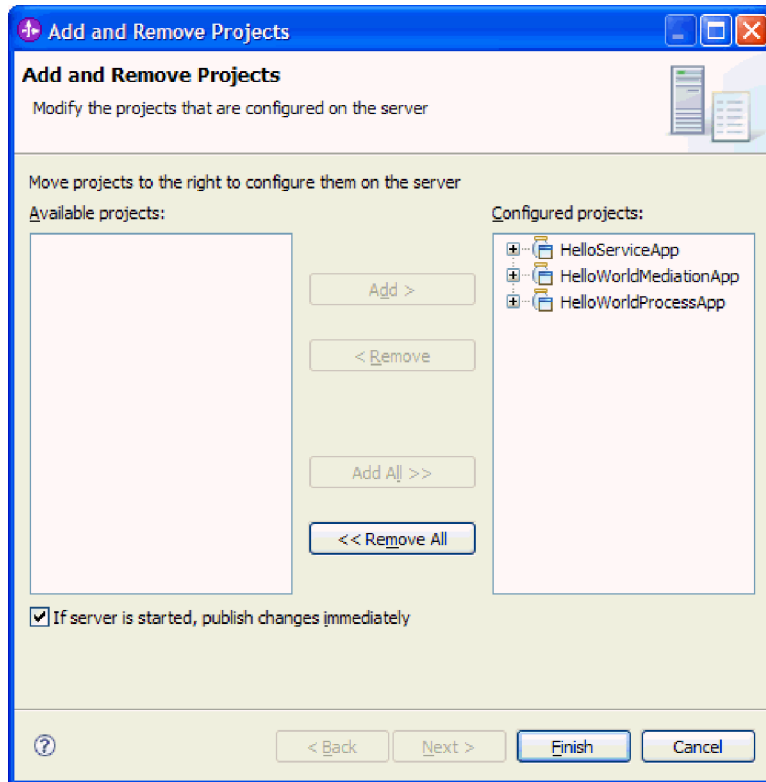 Add and Remove Projects
Add and Remove Projects
Modify the projects that are configured on the server
Move projects to the right to configure them on the server
Available projects:
Configured projects:
HelloServiceApp
HelloWorldMediationApp
HelloWorldProcessApp
Add >
< Remove
Add All >>
<< Remove All
If server is started, publish changes immediately
?
< Back
Next >
Finish
Cancel